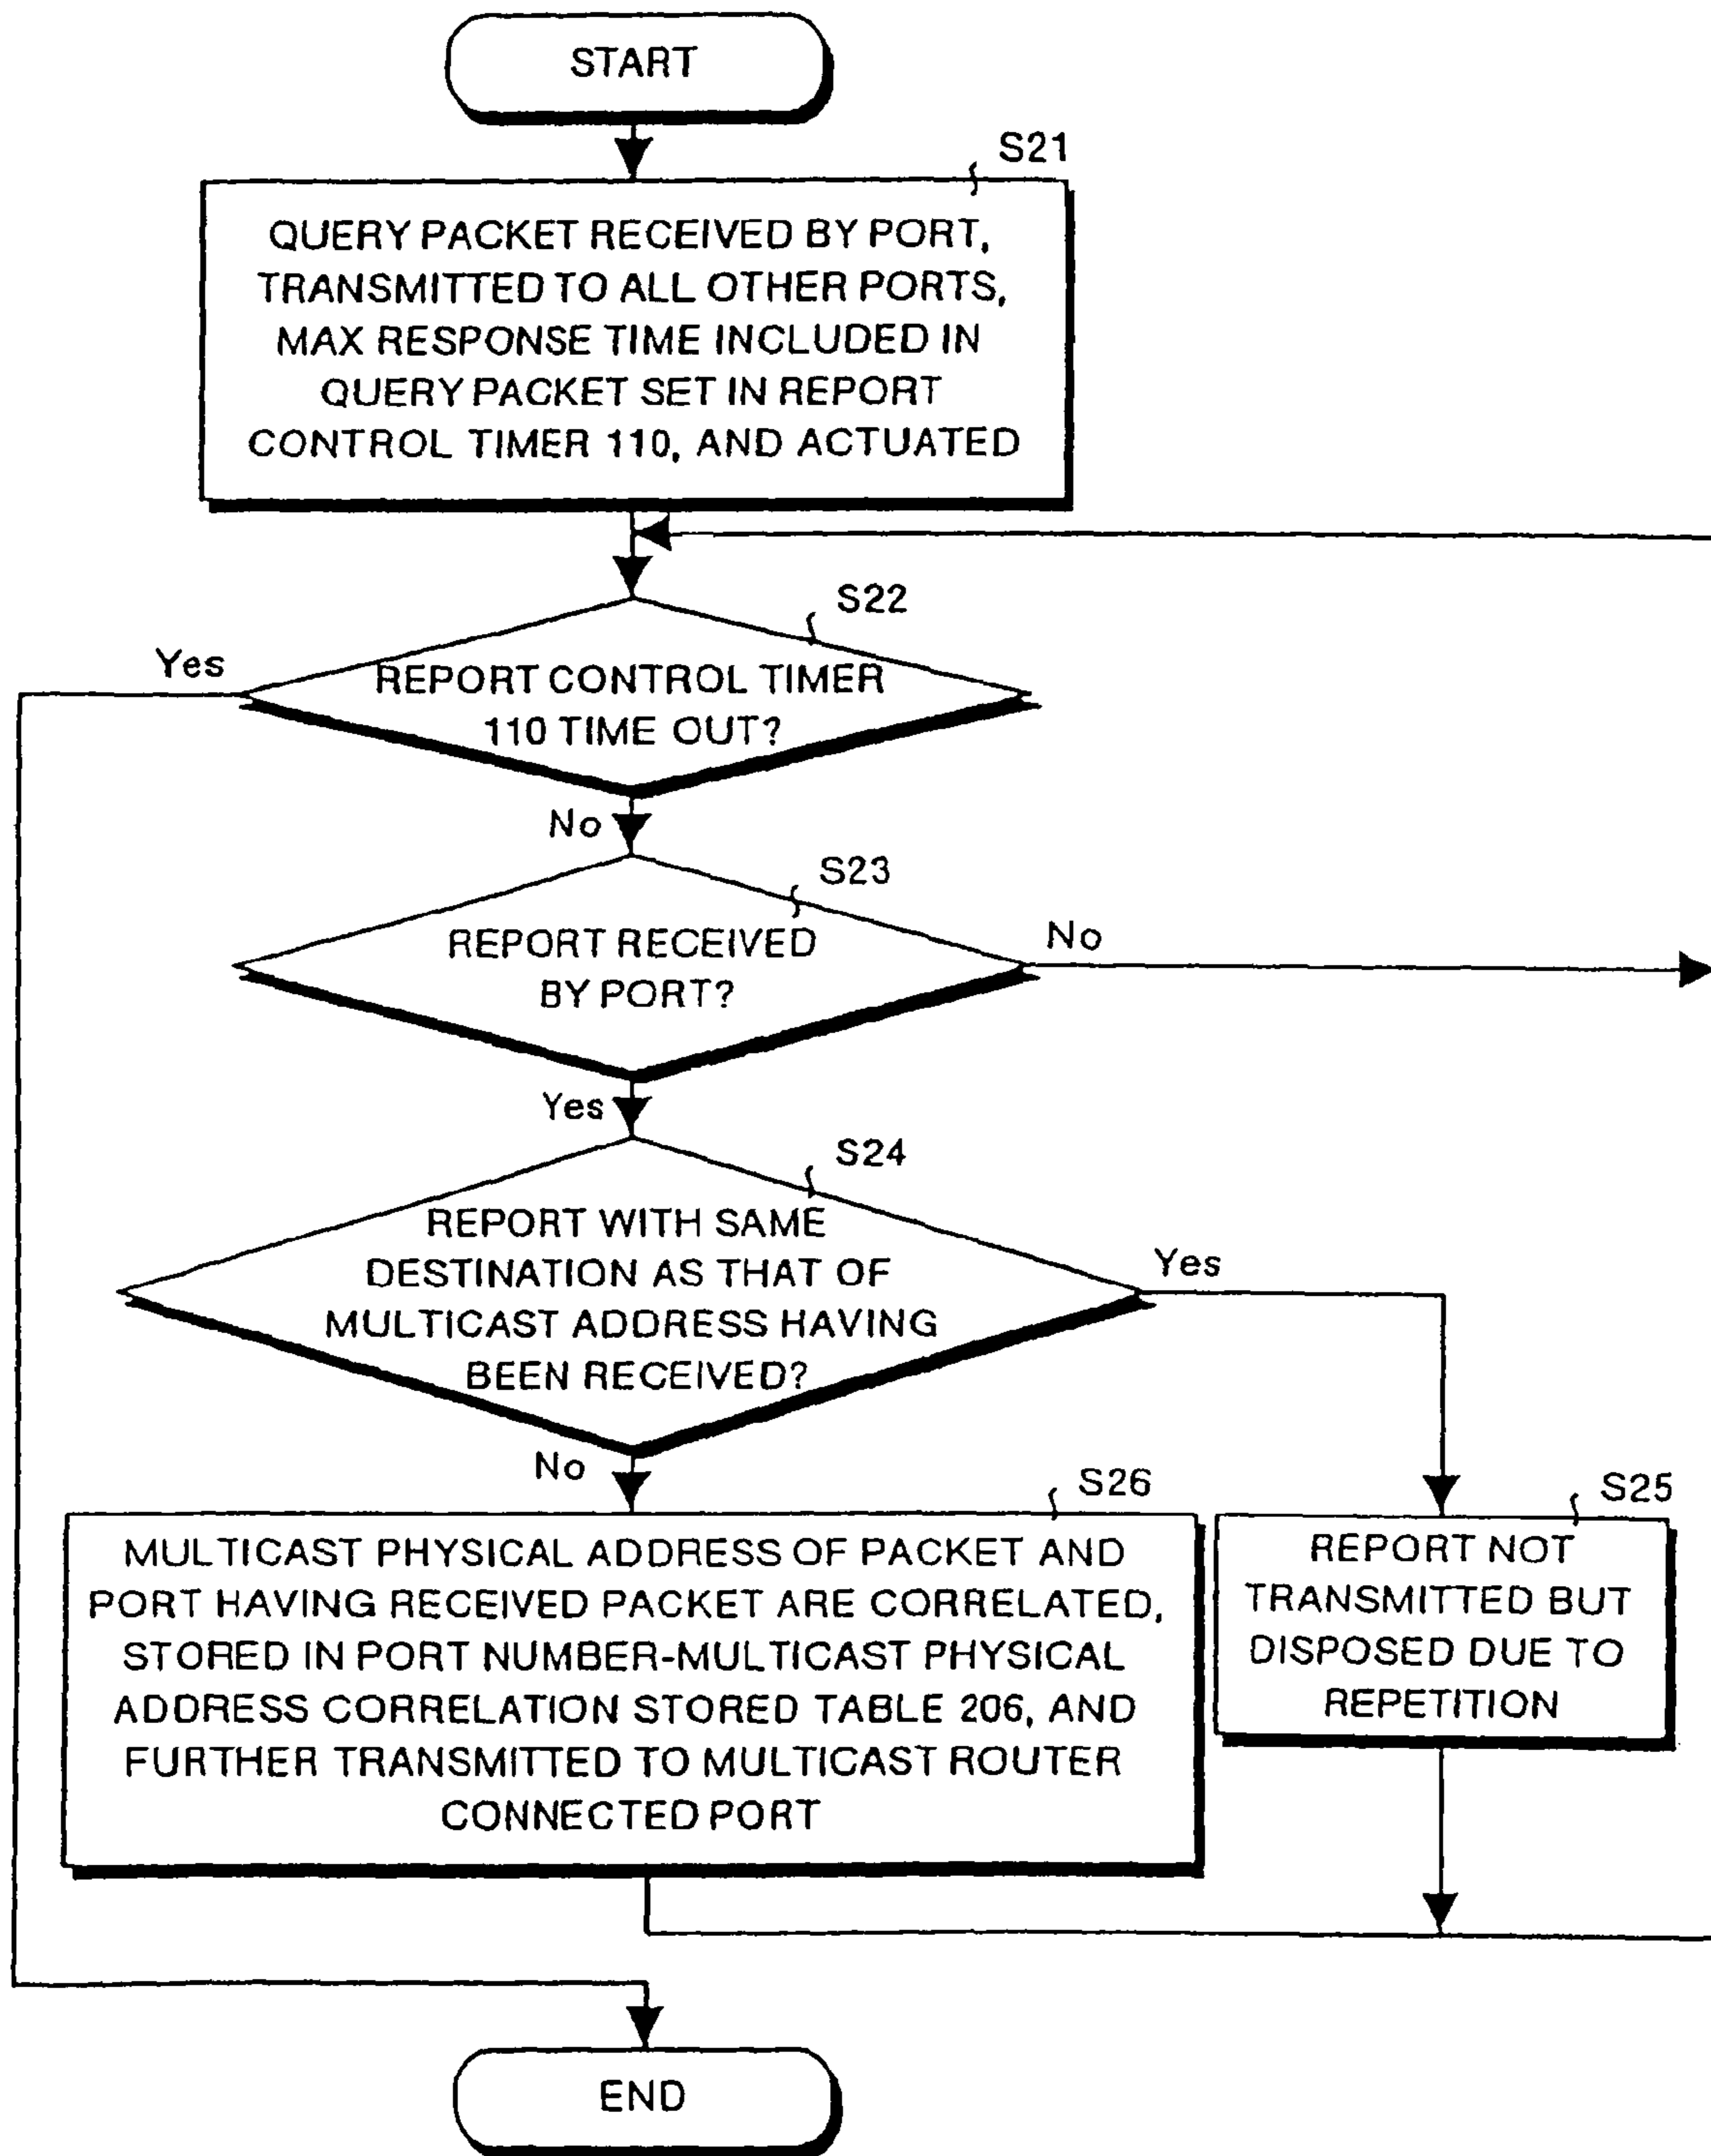 START
S21
QUERY PACKET RECEIVED BY PORT,
TRANSMITTED TO ALL OTHER PORTS,
MAX RESPONSE TIME INCLUDED IN
QUERY PACKET SET IN REPORT
CONTROL TIMER 110, AND ACTUATED
S22
Yes
REPORT CONTROL TIMER
110 TIME OUT?
No
S23
REPORT RECEIVED
BY PORT?
No
Yes
S24
REPORT WITH SAME
DESTINATION AS THAT OF
MULTICAST ADDRESS HAVING
BEEN RECEIVED?
Yes
No
S26
MULTICAST PHYSICAL ADDRESS OF PACKET AND
PORT HAVING RECEIVED PACKET ARE CORRELATED,
STORED IN PORT NUMBER-MULTICAST PHYSICAL
ADDRESS CORRELATION STORED TABLE 206, AND
FURTHER TRANSMITTED TO MULTICAST ROUTER
CONNECTED PORT
S25
REPORT NOT
TRANSMITTED BUT
DISPOSED DUE TO
REPETITION
END